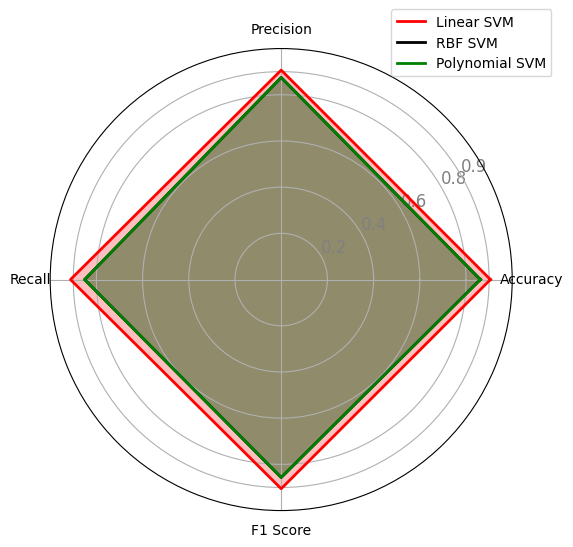 Linear SVM
RBF SVM
Polynomial SVM
Precision
0.9
0.8
0.6
0.4
0.2
Recall
Accuracy
F1 Score